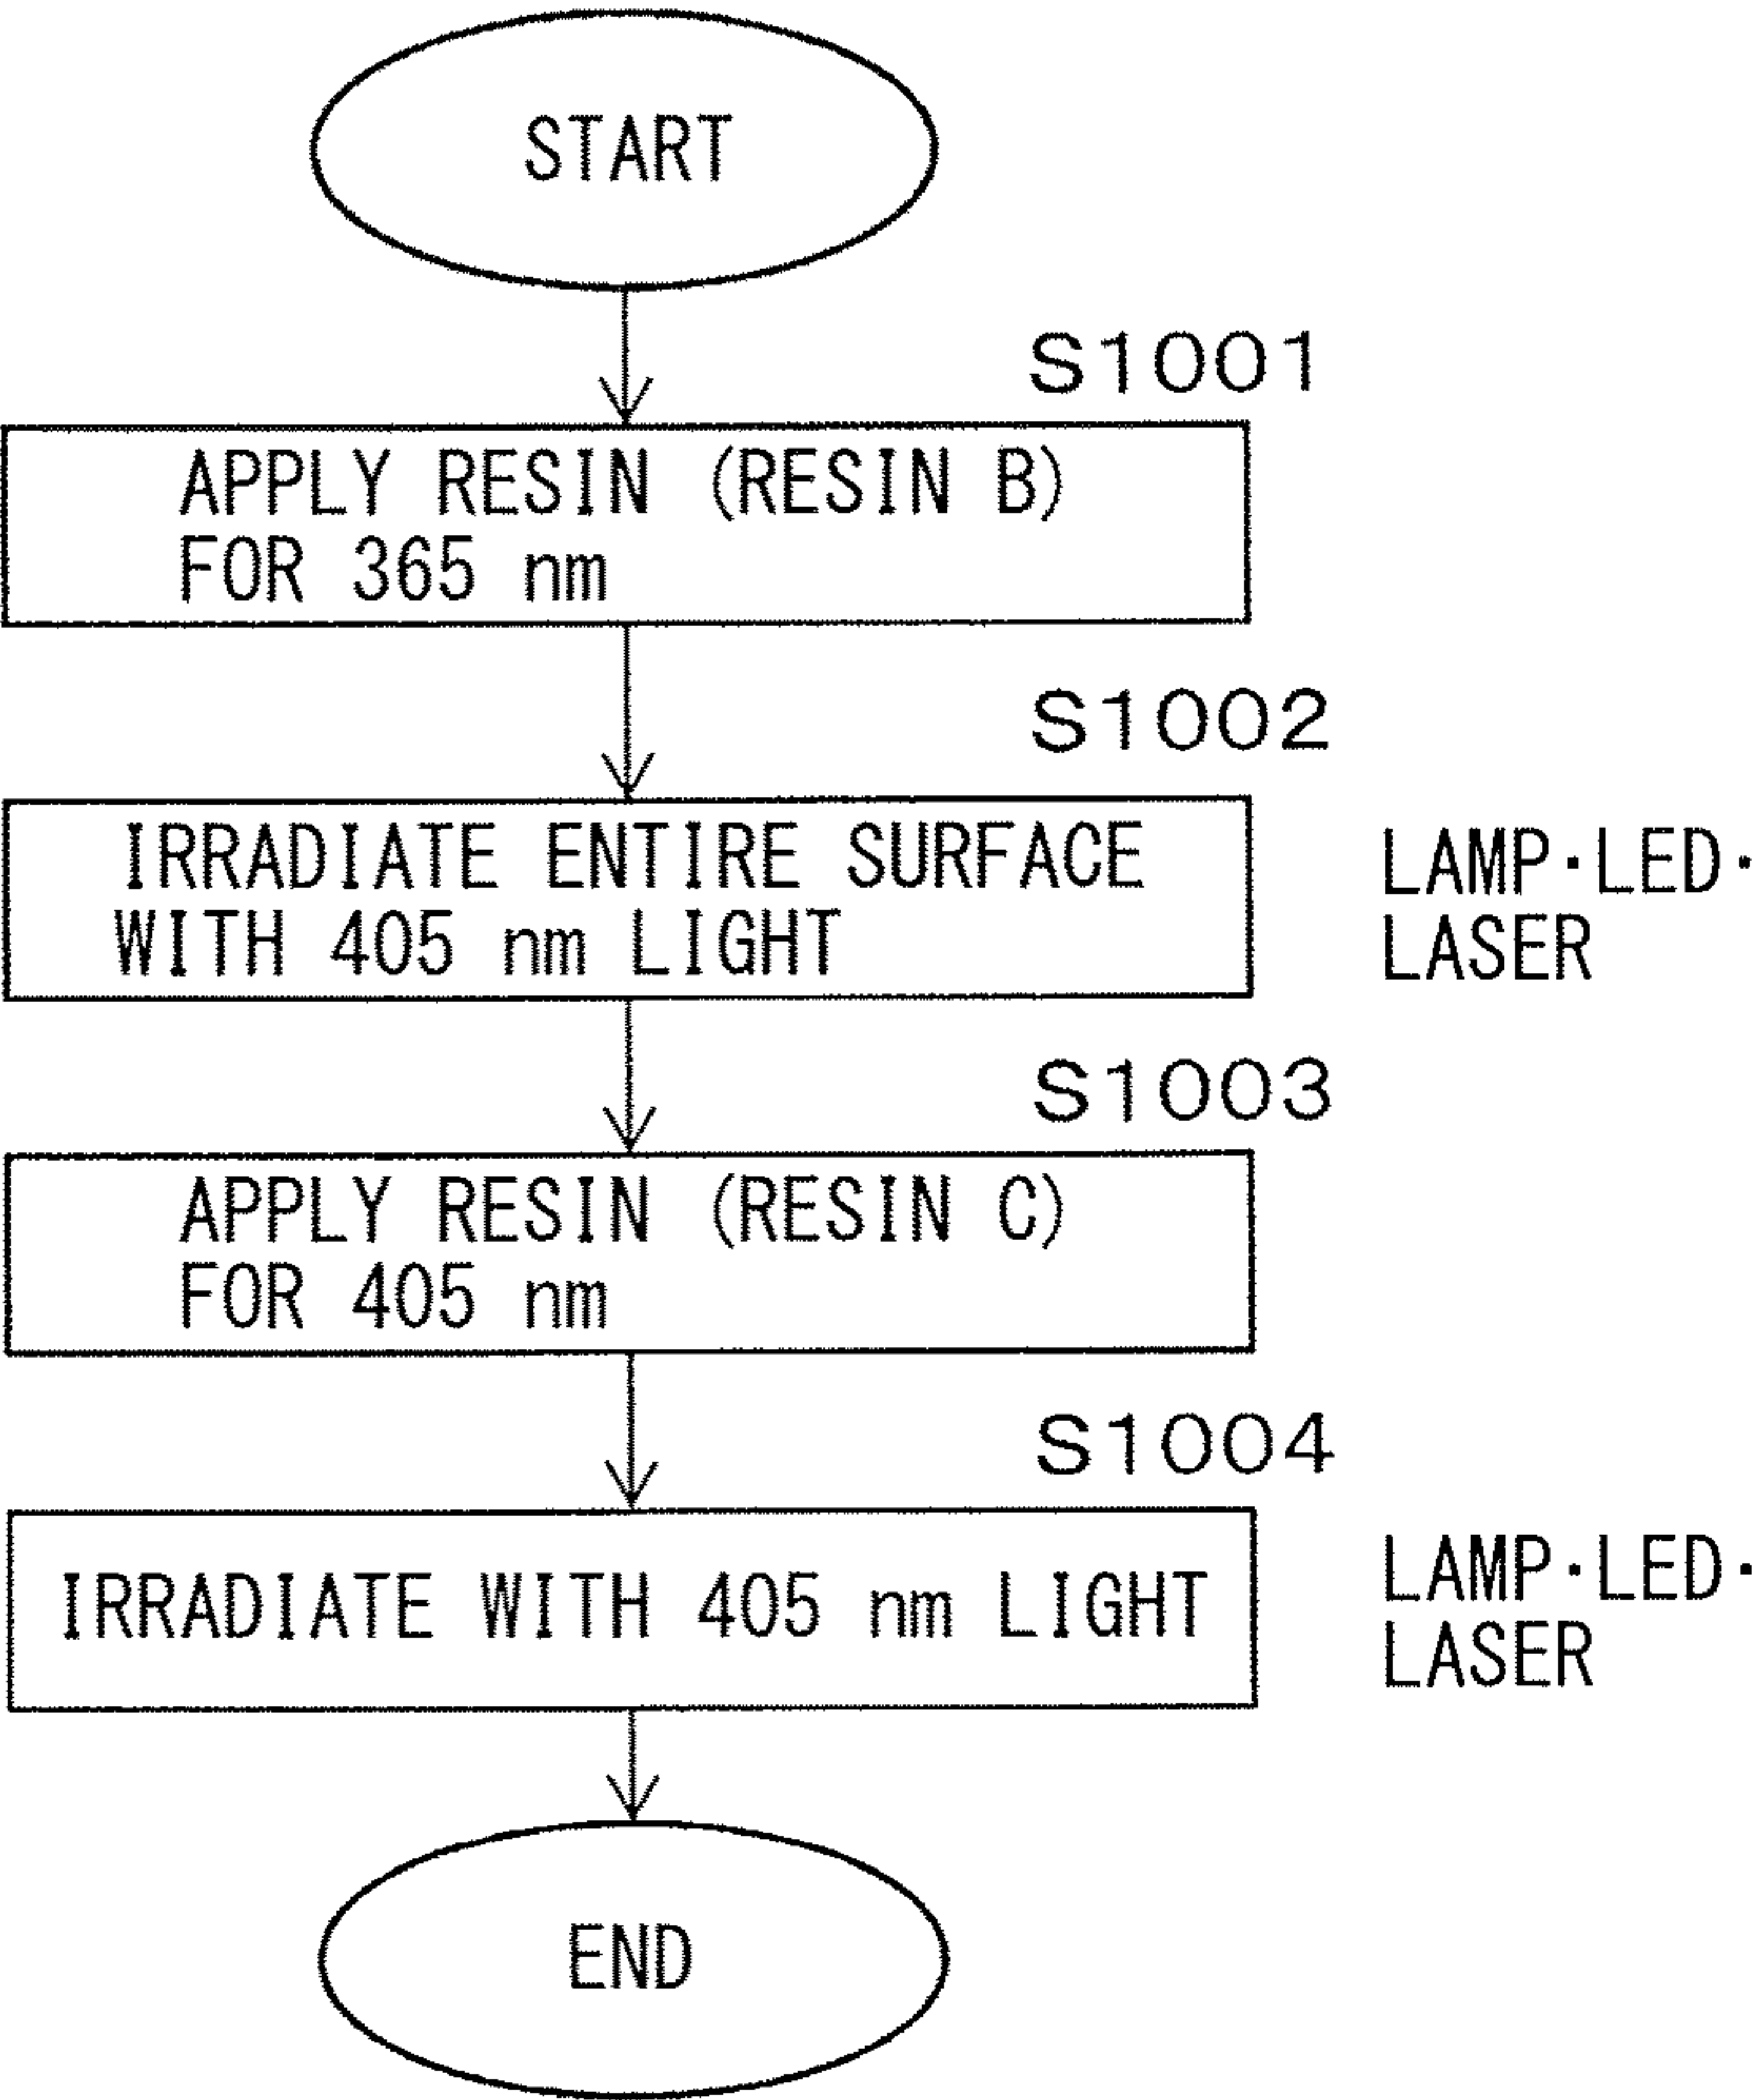 START
S1001
APPLY RESIN (RESIN B)
FOR 365 nm
S1002
IRRADIATE ENTIRE SURFACE
WITH 405 nm LIGHT
LAMP·LED·
LASER
S1003
APPLY RESIN (RESIN C)
FOR 405 nm
S1004
IRRADIATE WITH 405 nm LIGHT
LAMP·LED·
LASER
END